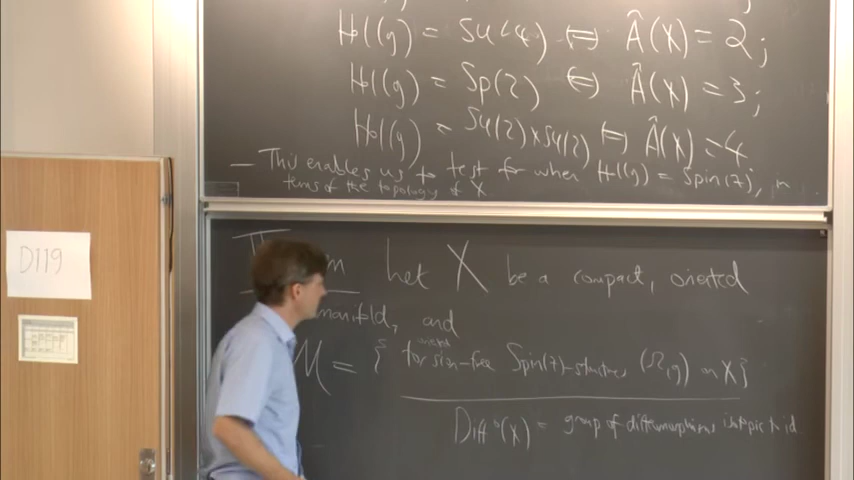 Hol(g) = SU(4) ⟺ Â(X) = 2;
Hol(g) = Sp(2) ⟺ Â(X) = 3;
Hol(g) = SU(2)×SU(2) ⟺ Â(X) = 4
— This enables us to test for when Hol(g) = Spin(7), in
terms of the topology of X
Let X be a compact, oriented
manifold, and
oriented
M = { torsion-free Spin(7)-structures (Ω,g) on X}
Diff⁰(X) = group of diffeomorphisms isotopic to id
D119